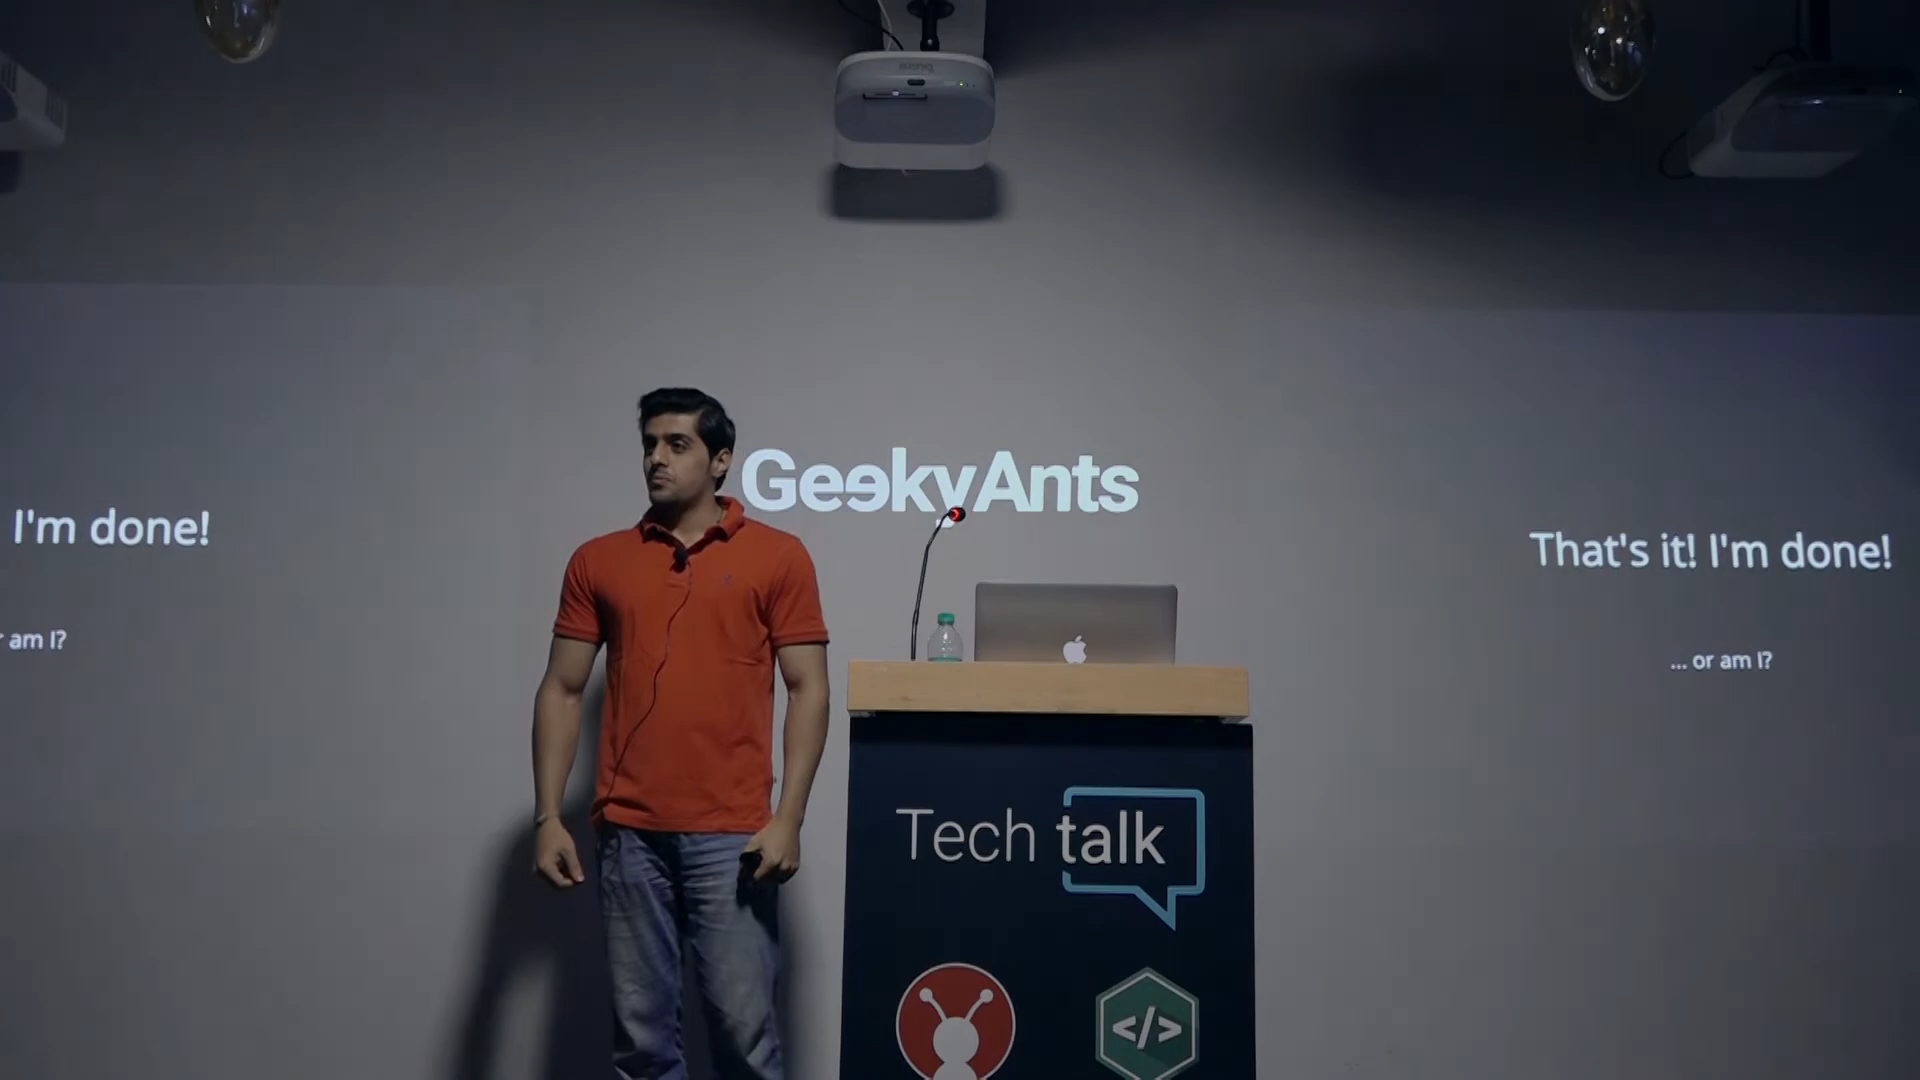 GeekyAnts
I'm done!
r am I?
That's it! I'm done!
... or am I?
Tech talk
</>